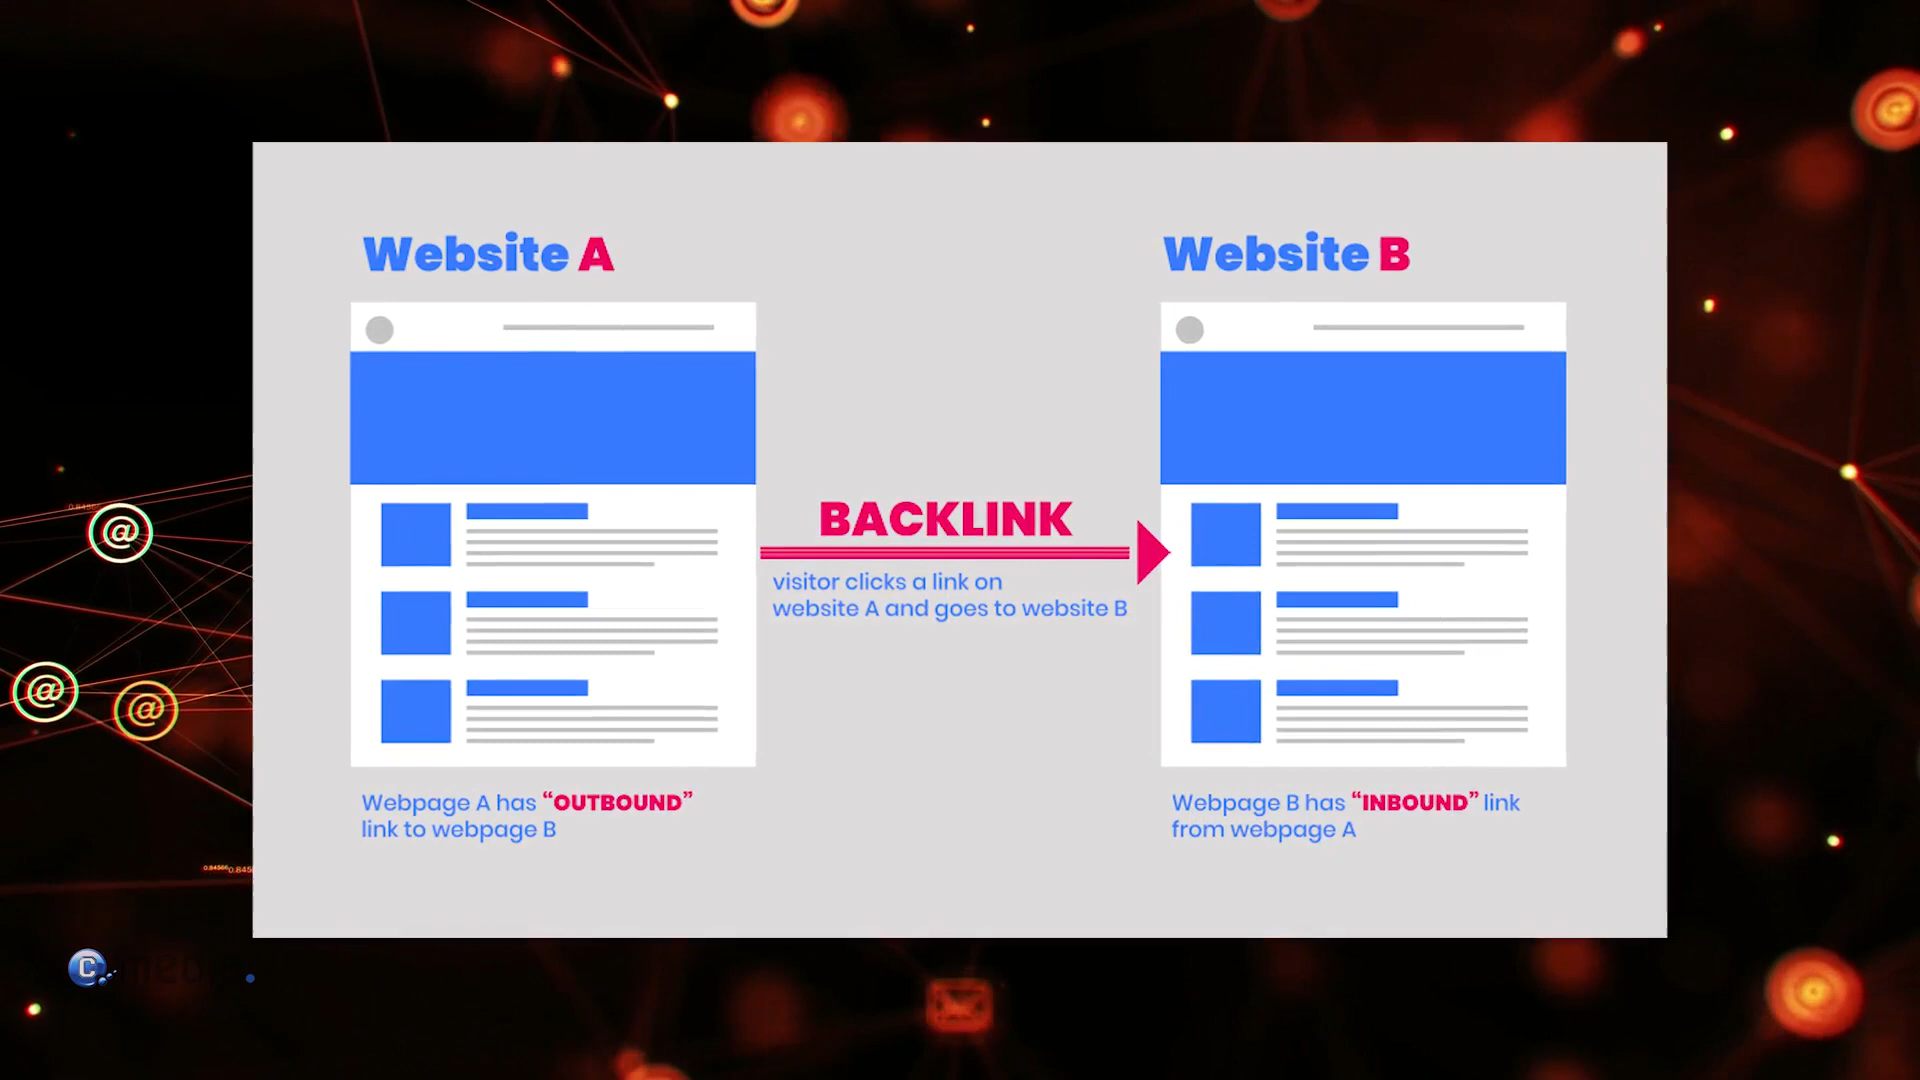 Website A
Website B
BACKLINK
visitor clicks a link on
website A and goes to website B
Webpage A has “OUTBOUND”
link to webpage B
Webpage B has “INBOUND” link
from webpage A
@
@
@
C